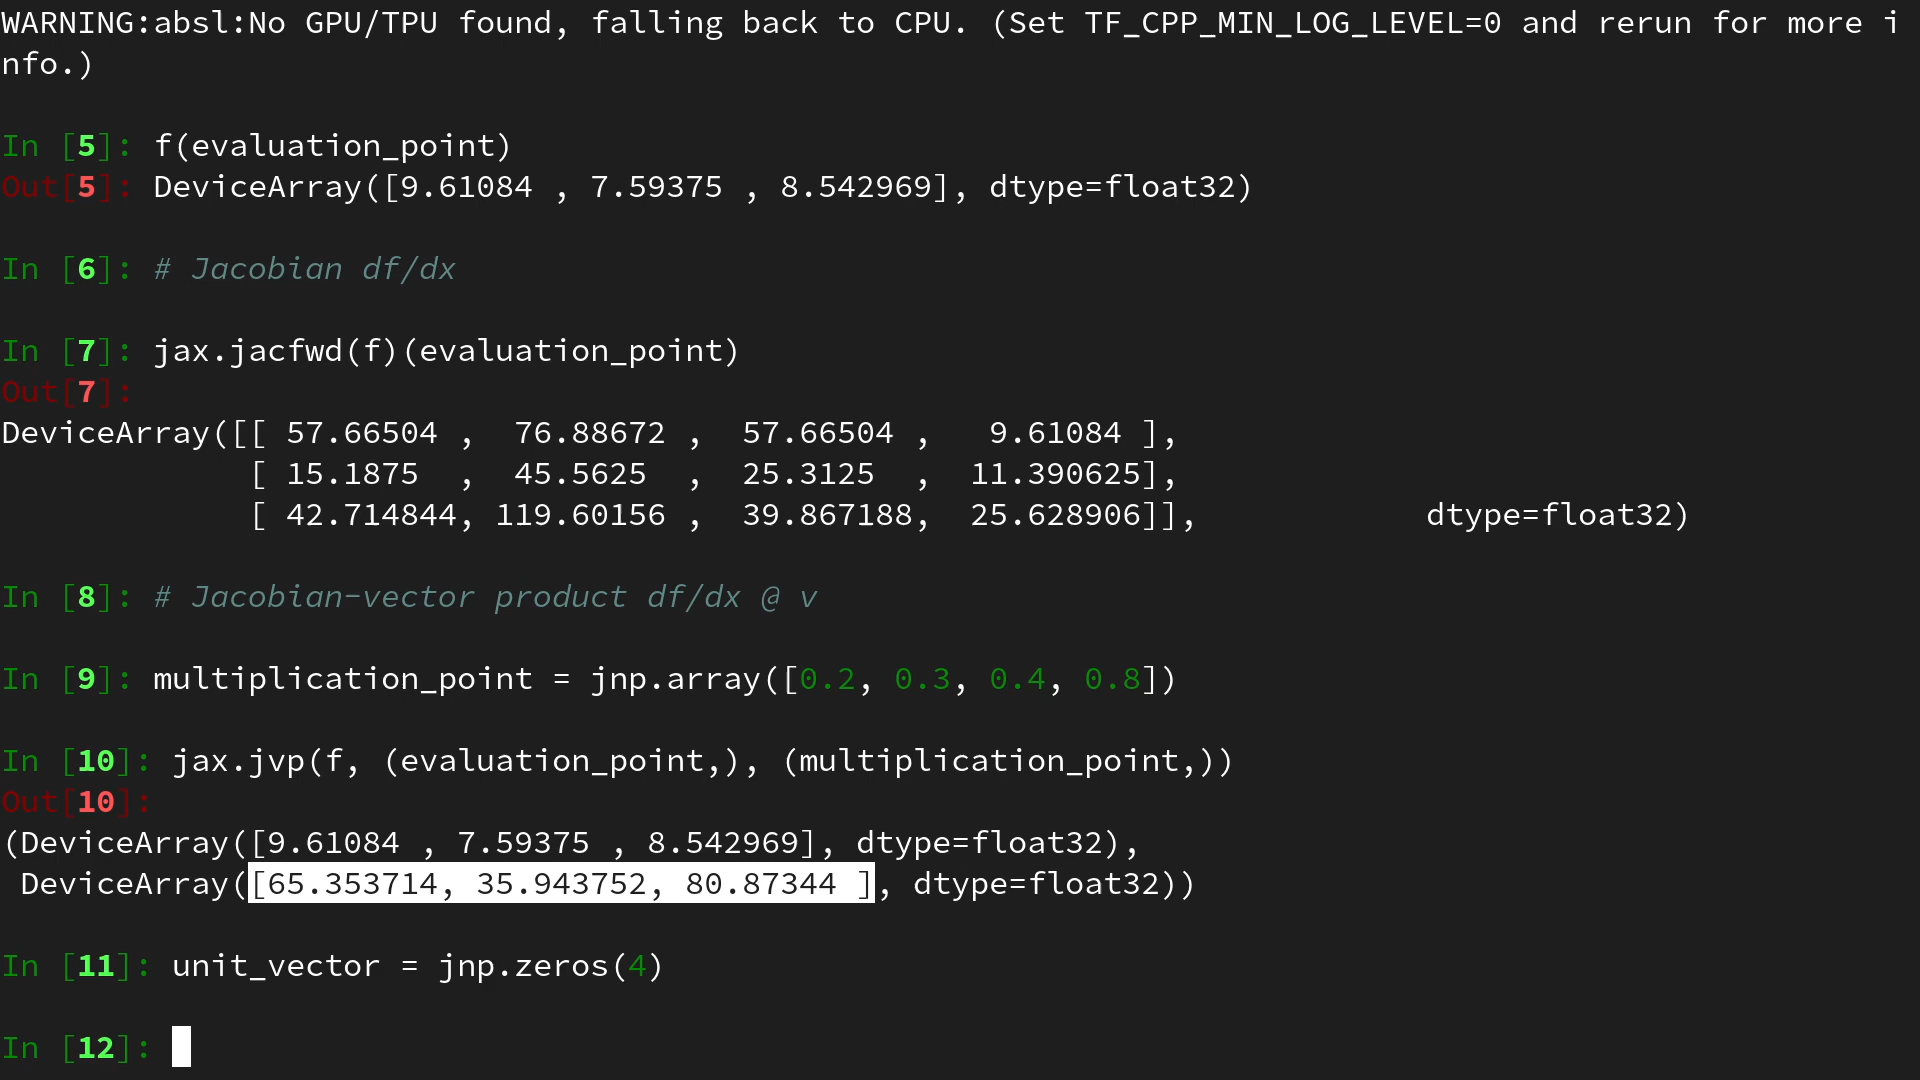 WARNING:absl:No GPU/TPU found, falling back to CPU. (Set TF_CPP_MIN_LOG_LEVEL=0 and rerun for more i
nfo.)
In [5]: f(evaluation_point)
Out[5]: DeviceArray([9.61084 , 7.59375 , 8.542969], dtype=float32)
In [6]: # Jacobian df/dx
In [7]: jax.jacfwd(f)(evaluation_point)
Out[7]:
DeviceArray([[ 57.66504 ,  76.88672 ,  57.66504 ,   9.61084 ],
             [ 15.1875  ,  45.5625  ,  25.3125  ,  11.390625],
             [ 42.714844, 119.60156 ,  39.867188,  25.628906]],            dtype=float32)
In [8]: # Jacobian-vector product df/dx @ v
In [9]: multiplication_point = jnp.array([0.2, 0.3, 0.4, 0.8])
In [10]: jax.jvp(f, (evaluation_point,), (multiplication_point,))
Out[10]:
(DeviceArray([9.61084 , 7.59375 , 8.542969], dtype=float32),
 DeviceArray([65.353714, 35.943752, 80.87344 ], dtype=float32))
In [11]: unit_vector = jnp.zeros(4)
In [12]: